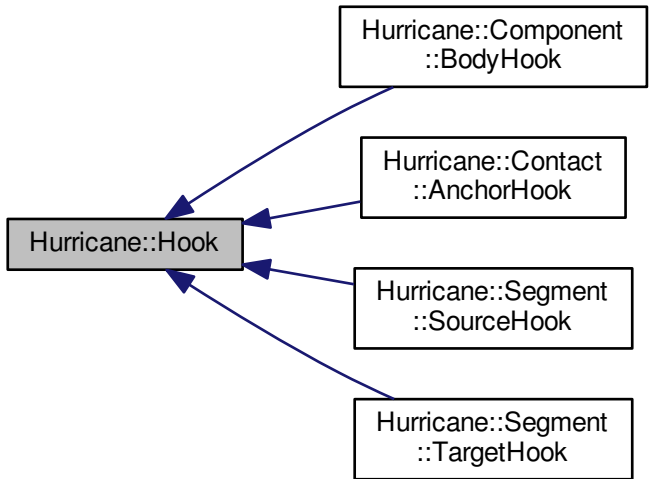 Hurricane::Component
::BodyHook
Hurricane::Contact
::AnchorHook
Hurricane::Hook
Hurricane::Segment
::SourceHook
Hurricane::Segment
::TargetHook